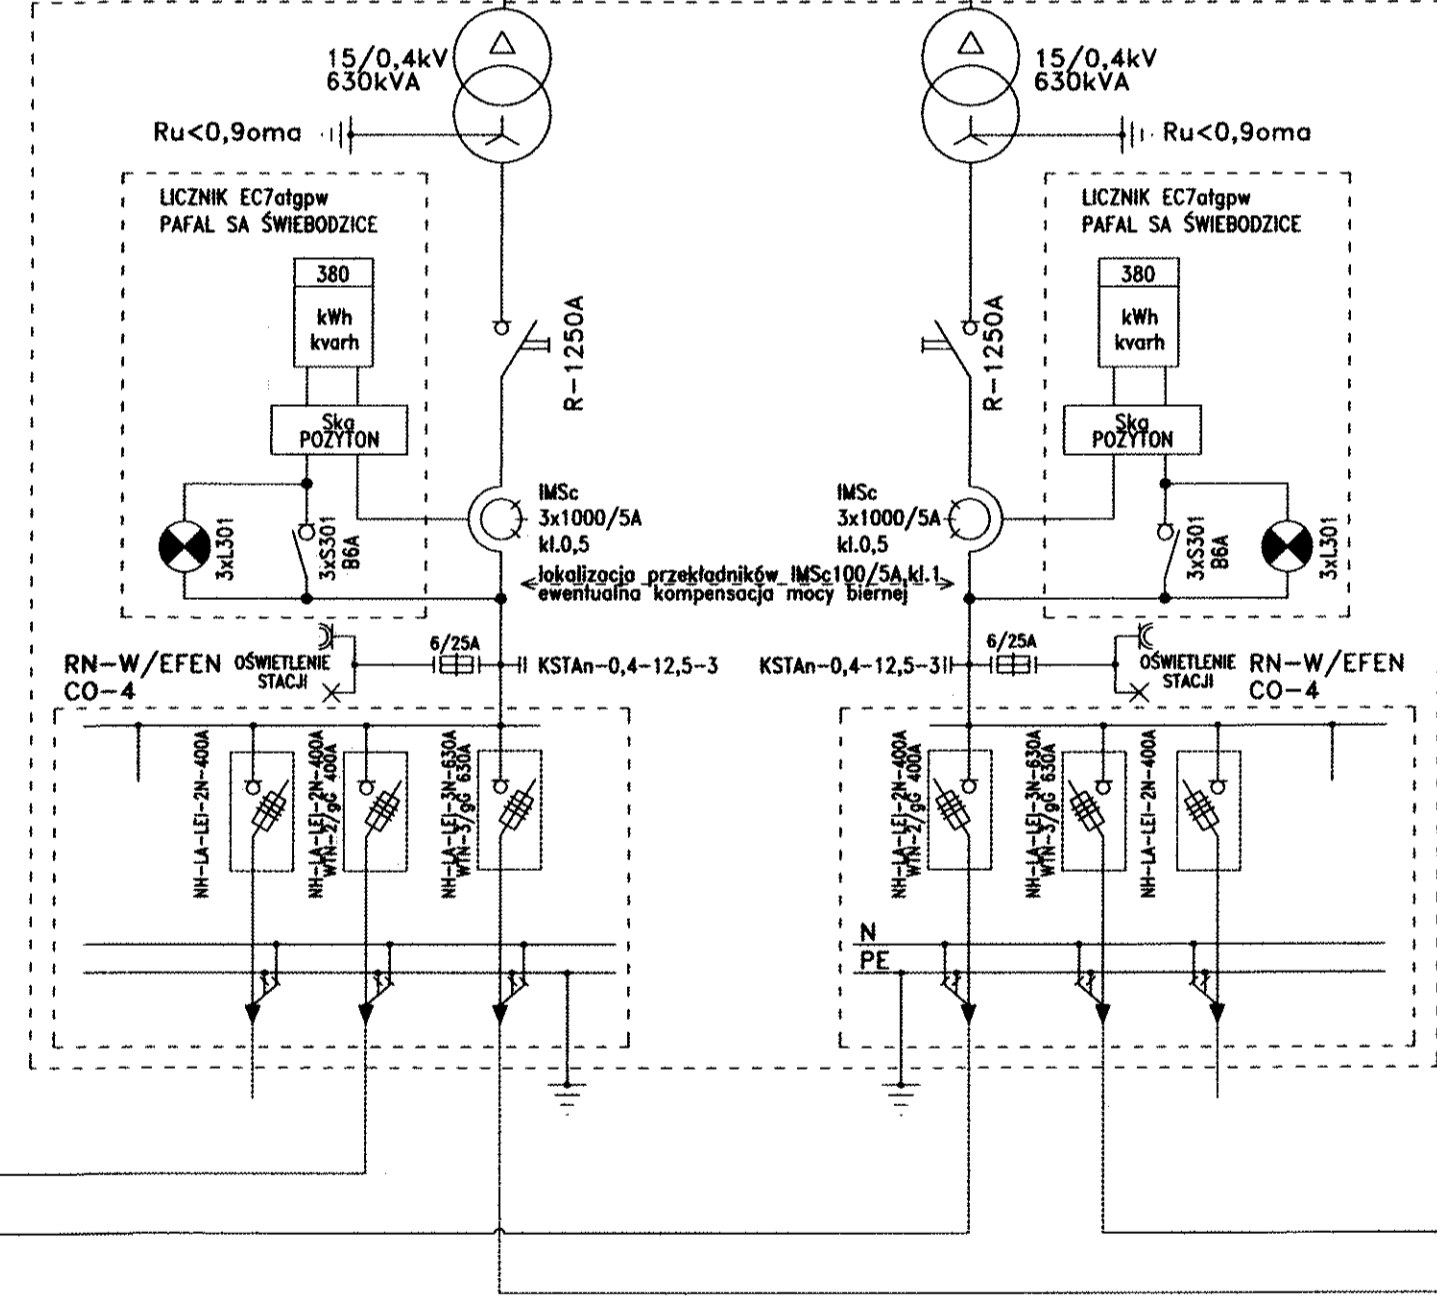 15/0,4kV
630kVA
15/0,4kV
630kVA
Ru<0,9oma
Ru<0,9oma
LICZNIK EC7atgpw
PAFAL SA ŚWIEBODZICE
LICZNIK EC7atgpw
PAFAL SA ŚWIEBODZICE
380
kWh
kvarh
380
kWh
kvarh
R-1250A
R-1250A
Ska
POZYTON
Ska
POZYTON
IMSc
3x1000/5A
kl.0,5
IMSc
3x1000/5A
kl.0,5
3xL301
3xS301
B6A
3xS301
B6A
3xL301
lokalizacja przekładników IMSc100/5A,kl.1
ewentualna kompensacja mocy biernej
6/25A
6/25A
RN-W/EFEN
CO-4
OŚWIETLENIE
STACJI
KSTAn-0,4-12,5-3
KSTAn-0,4-12,5-3
OŚWIETLENIE
STACJI
RN-W/EFEN
CO-4
NH-LA-LEI-2N-400A
NH-LA-LEI-2N-400A
WTN-2/gG 400A
NH-LA-LEI-3N-630A
WTN-3/gG 630A
NH-LA-LEI-2N-400A
WTN-2/gG 400A
NH-LA-LEI-3N-630A
WTN-3/gG 630A
NH-LA-LEI-2N-400A
N
PE